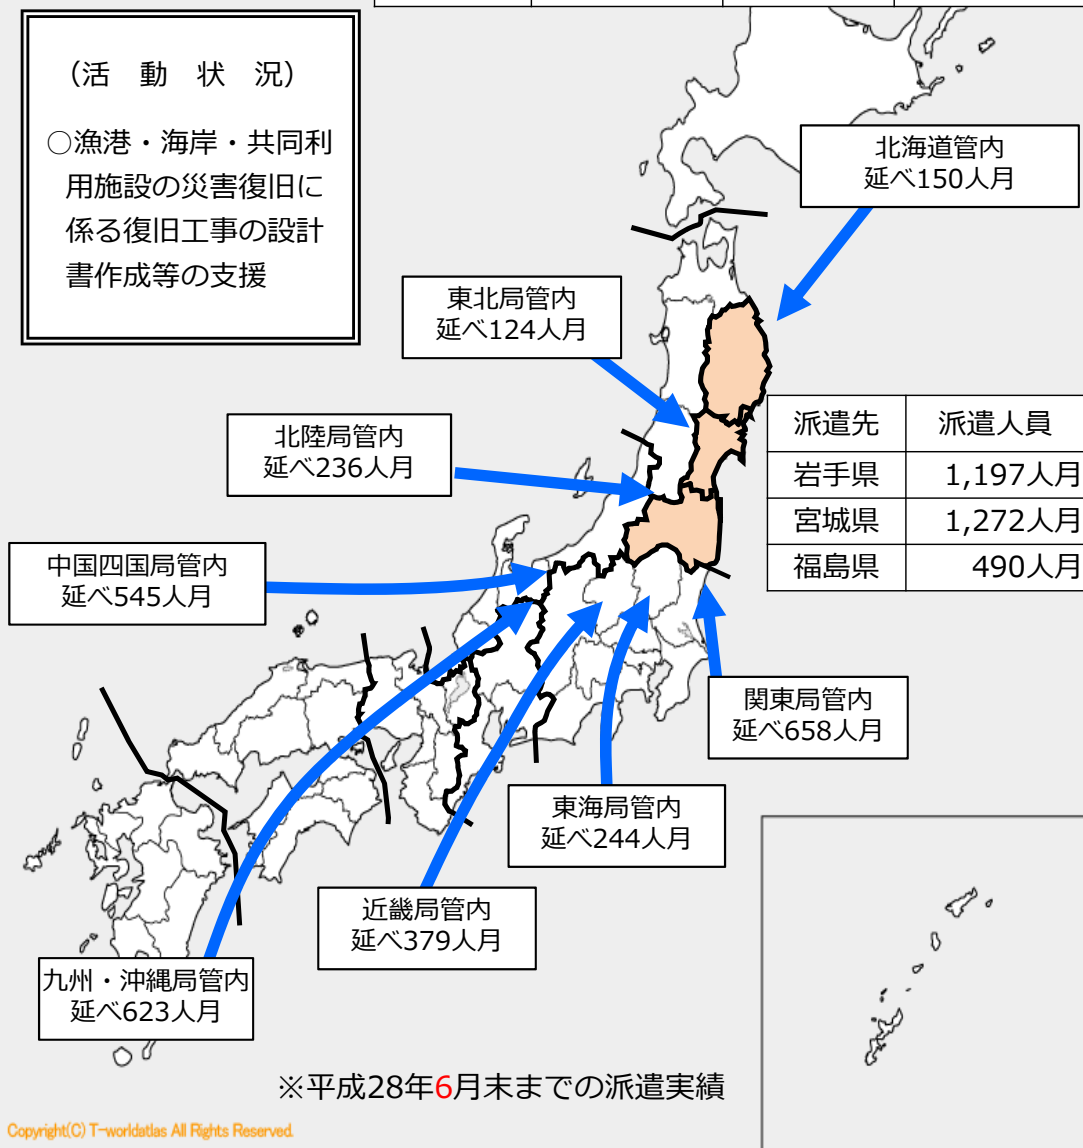 （活 動 状 況）
○漁港・海岸・共同利
用施設の災害復旧に
係る復旧工事の設計
書作成等の支援
北海道管内
延べ150人月
東北局管内
延べ124人月
北陸局管内
延べ236人月
派遣先 派遣人員
岩手県 1,197人月
宮城県 1,272人月
福島県 490人月
中国四国局管内
延べ545人月
関東局管内
延べ658人月
東海局管内
延べ244人月
近畿局管内
延べ379人月
九州・沖縄局管内
延べ623人月
※平成28年6月末までの派遣実績
Copyright(C) T-worldatlas All Rights Reserved.